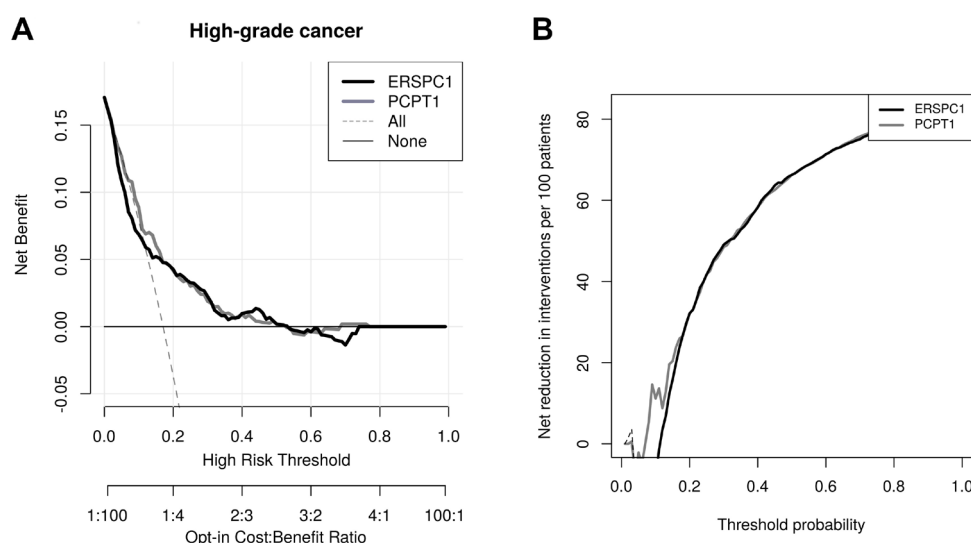 A
High-grade cancer
ERSPC1
PCPT1
All
None
Net Benefit
0.15
0.10
0.05
0.00
-0.05
0.0 0.2 0.4 0.6 0.8 1.0
High Risk Threshold
1:100 1:4 2:3 3:2 4:1 100:1
Opt-in Cost:Benefit Ratio
B
ERSPC1
PCPT1
Net reduction in interventions per 100 patients
80
60
40
20
0
0.0 0.2 0.4 0.6 0.8 1.0
Threshold probability